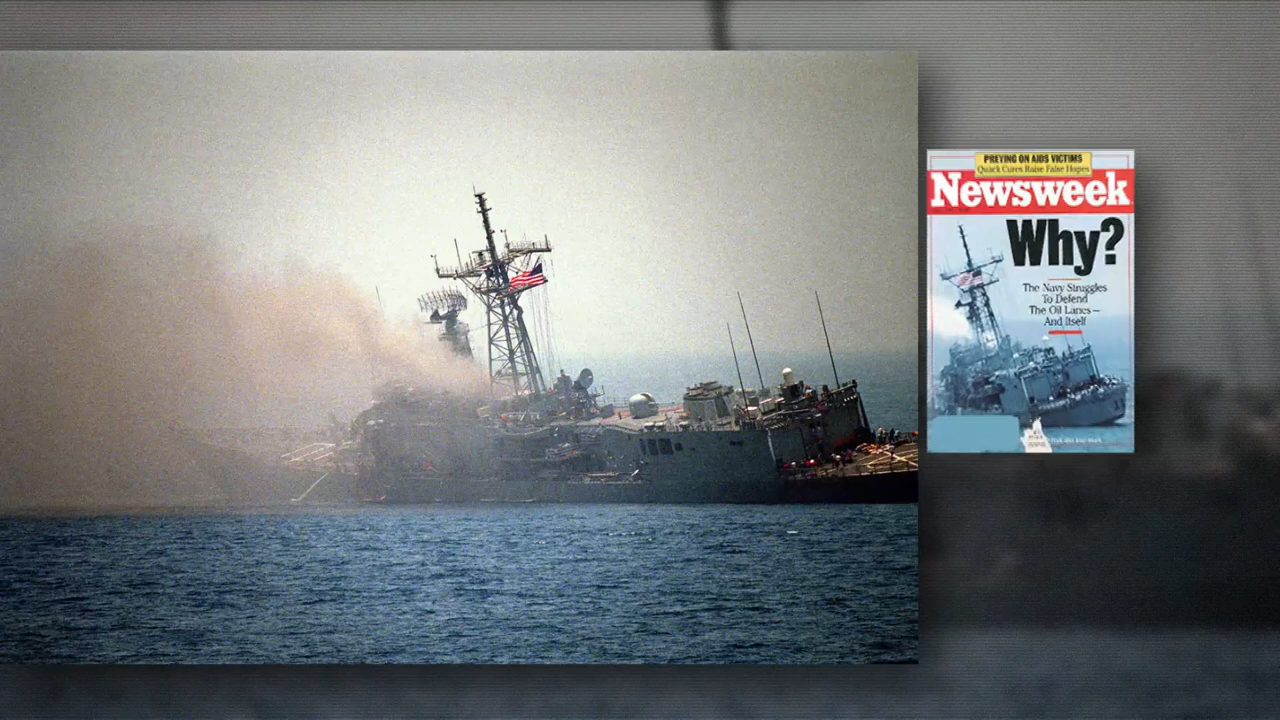 PREYING ON AIDS VICTIMS
Quack Cures Raise False Hopes
Newsweek
Why?
The Navy Struggles
To Defend
The Oil Lanes—
And Itself